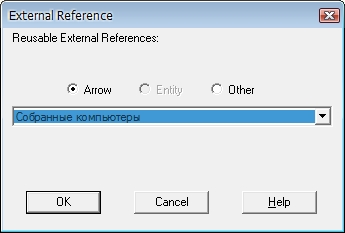 External Reference
Reusable External References:
Arrow Entity Other
Собранные компьютеры
OK Cancel Help